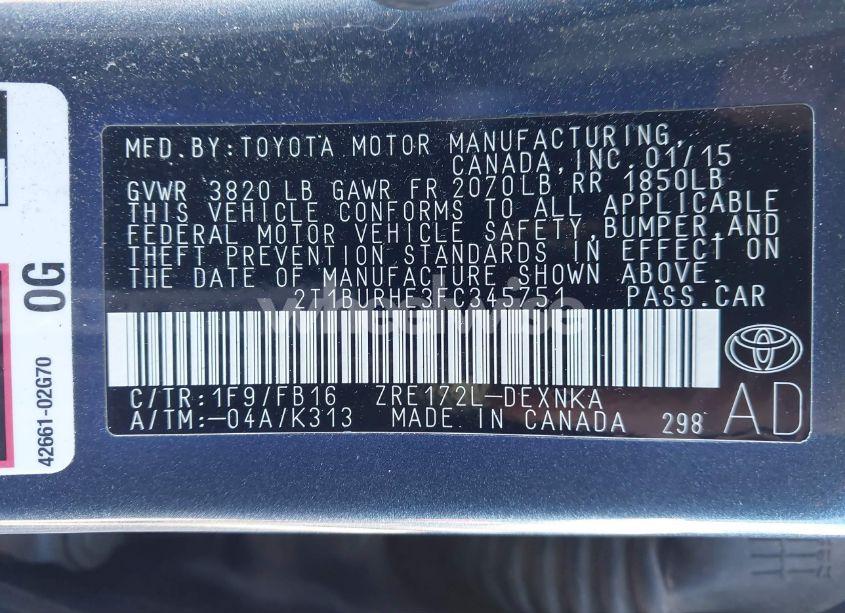 MFD. BY: TOYOTA MOTOR MANUFACTURING,
CANADA, INC. 01/15
GVWR 3820 LB GAWR FR 2070LB RR 1850LB
THIS VEHICLE CONFORMS TO ALL APPLICABLE
FEDERAL MOTOR VEHICLE SAFETY, BUMPER, AND
THEFT PREVENTION STANDARDS IN EFFECT ON
THE DATE OF MANUFACTURE SHOWN ABOVE.
2T1BURHE3FC345751 PASS.CAR
C/TR: 1F9/FB16 ZRE172L-DEXNKA
A/TM:-04A/K313 MADE IN CANADA 298
AD
0G
42661-02G70
wheelwise